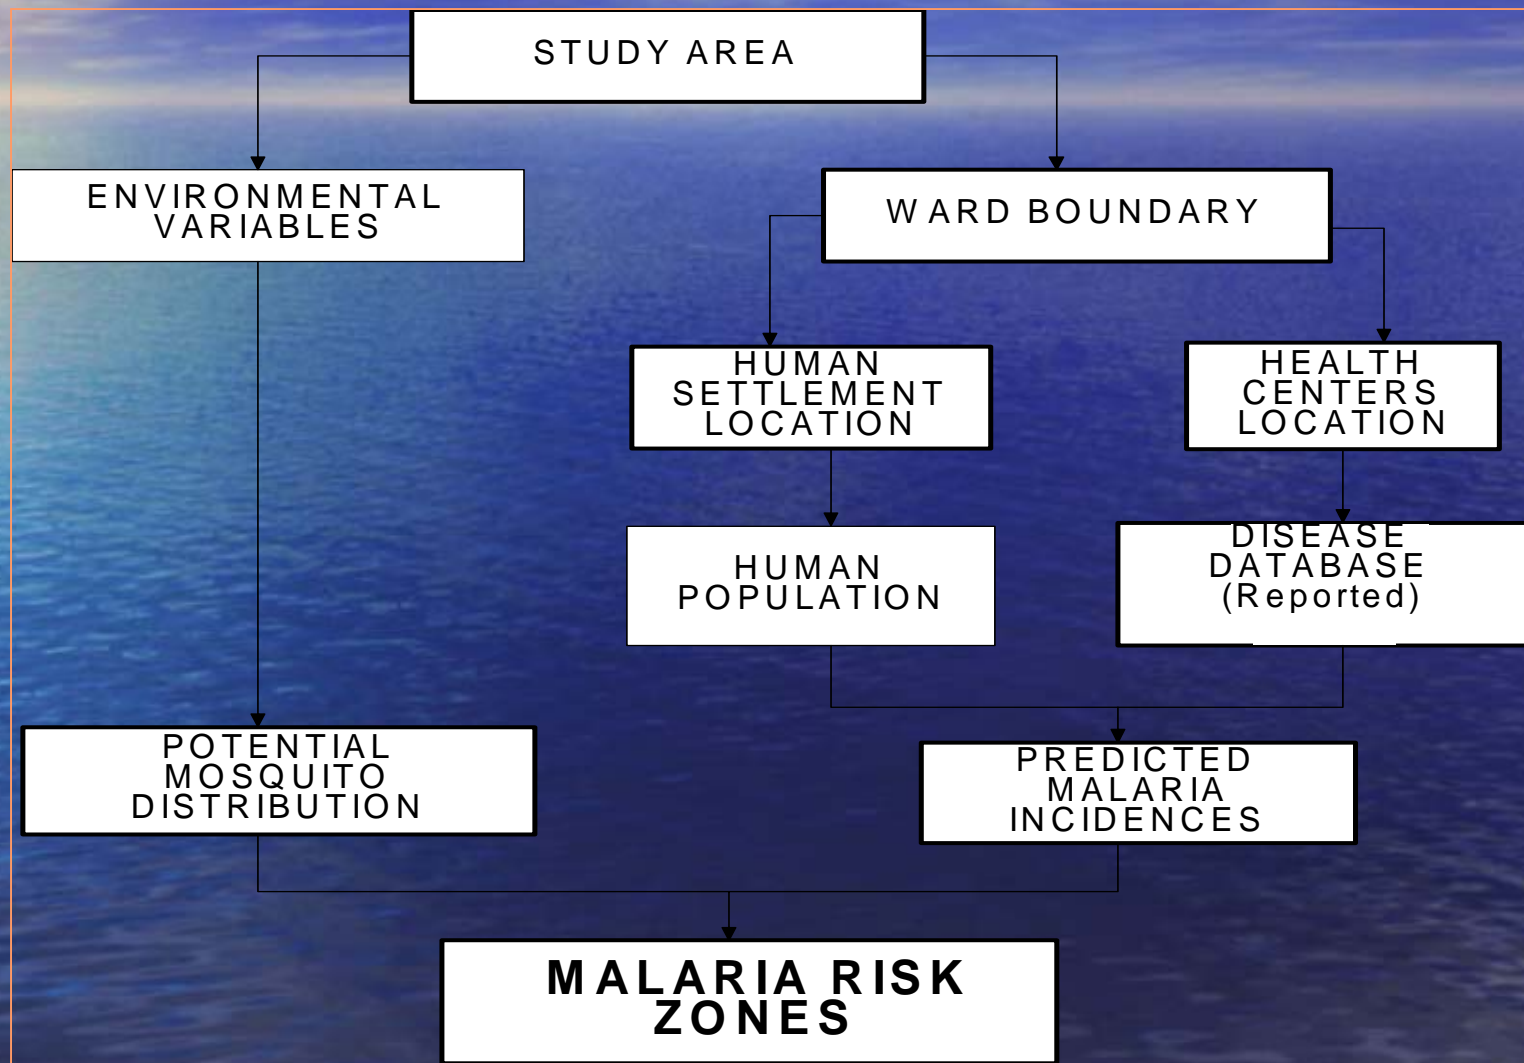 STUDY AREA
ENVIRONMENTAL
VARIABLES
WARD BOUNDARY
HUMAN
SETTLEMENT
LOCATION
HEALTH
CENTERS
LOCATION
HUMAN
POPULATION
DISEASE
DATABASE
(Reported)
POTENTIAL
MOSQUITO
DISTRIBUTION
PREDICTED
MALARIA
INCIDENCES
MALARIA RISK
ZONES